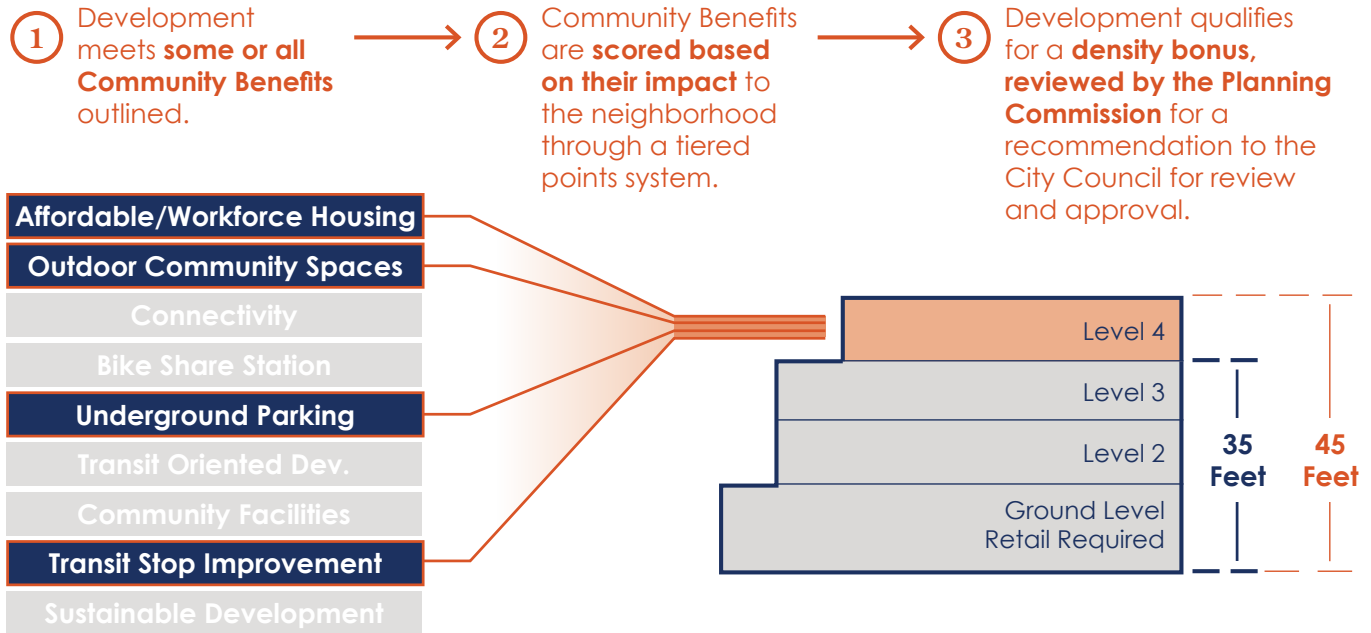 1
Development
meets some or all
Community Benefits
outlined.
2
Community Benefits
are scored based
on their impact to
the neighborhood
through a tiered
points system.
3
Development qualifies
for a density bonus,
reviewed by the Planning
Commission for a
recommendation to the
City Council for review
and approval.
Affordable/Workforce Housing
Outdoor Community Spaces
Connectivity
Bike Share Station
Underground Parking
Transit Oriented Dev.
Community Facilities
Transit Stop Improvement
Sustainable Development
Level 4
Level 3
Level 2
Ground Level
Retail Required
35
Feet
45
Feet